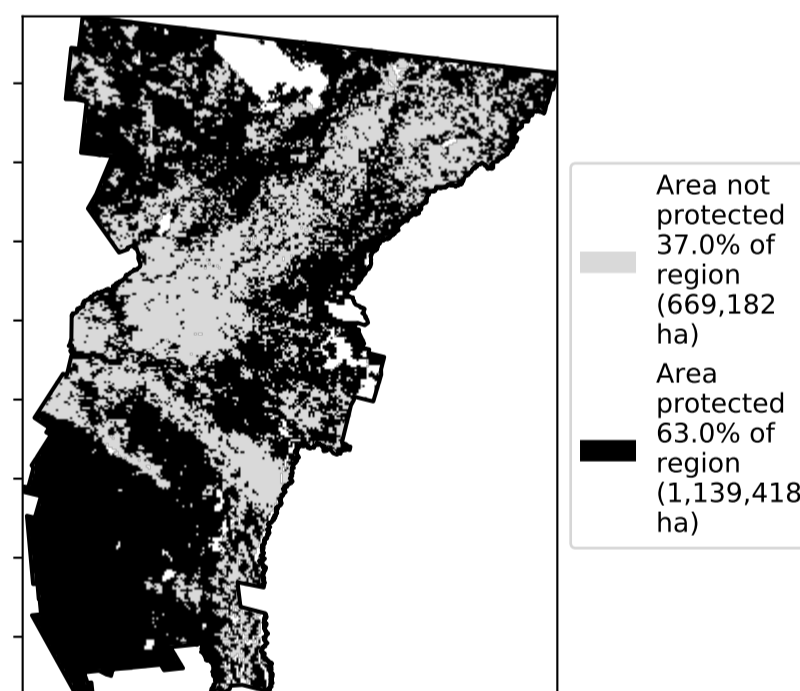 Area not
protected
37.0% of
region
(669,182
ha)
Area
protected
63.0% of
region
(1,139,418
ha)